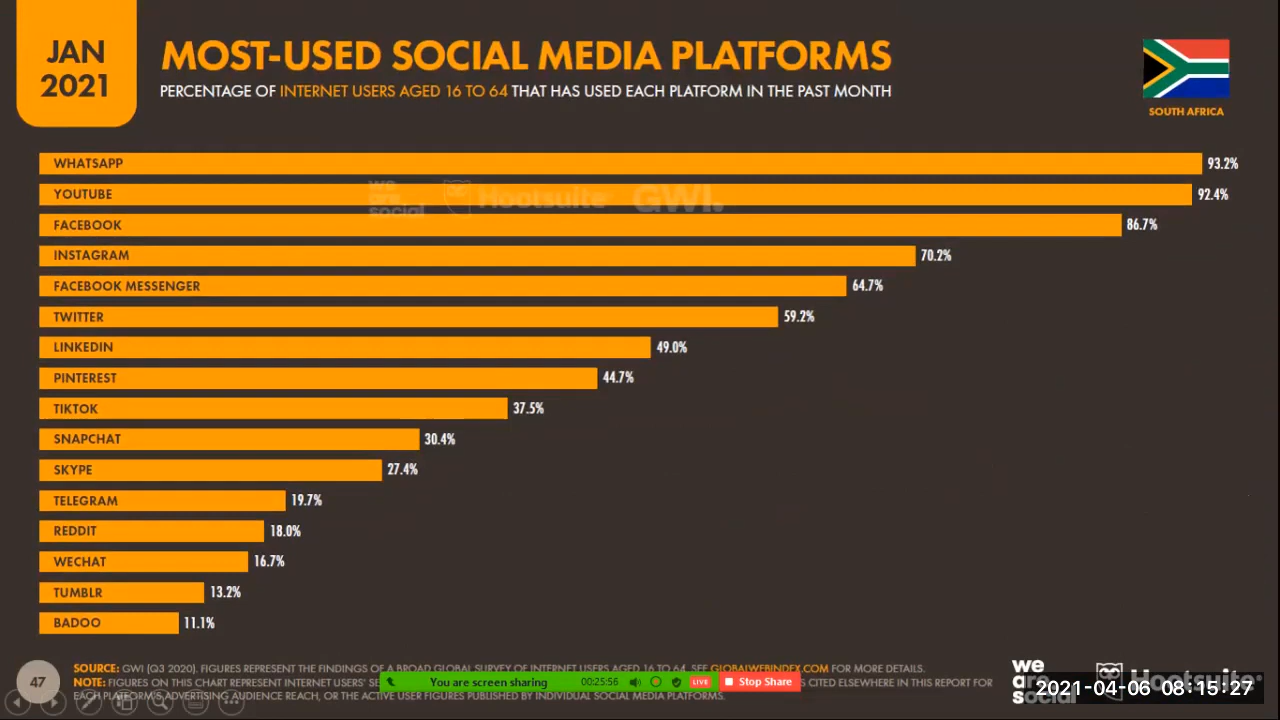 JAN
2021
MOST-USED SOCIAL MEDIA PLATFORMS
PERCENTAGE OF INTERNET USERS AGED 16 TO 64 THAT HAS USED EACH PLATFORM IN THE PAST MONTH
SOUTH AFRICA
WHATSAPP 93.2%
YOUTUBE 92.4%
we are social Hootsuite GWI.
FACEBOOK 86.7%
INSTAGRAM 70.2%
FACEBOOK MESSENGER 64.7%
TWITTER 59.2%
LINKEDIN 49.0%
PINTEREST 44.7%
TIKTOK 37.5%
SNAPCHAT 30.4%
SKYPE 27.4%
TELEGRAM 19.7%
REDDIT 18.0%
WECHAT 16.7%
TUMBLR 13.2%
BADOO 11.1%
47
SOURCE: GWI (Q3 2020). FIGURES REPRESENT THE FINDINGS OF A BROAD GLOBAL SURVEY OF INTERNET USERS AGED 16 TO 64. SEE GLOBALWEBINDEX.COM FOR MORE DETAILS.
NOTE: FIGURES ON THIS CHART REPRESENT INTERNET USERS' CITED ELSEWHERE IN THIS REPORT FOR
EACH PLATFORM'S ADVERTISING AUDIENCE REACH, OR THE ACTIVE USER FIGURES PUBLISHED BY INDIVIDUAL SOCIAL MEDIA PLATFORMS.
You are screen sharing 00:25:56 LIVE Stop Share
we
are
social
Hootsuite
2021-04-06 08:15:27